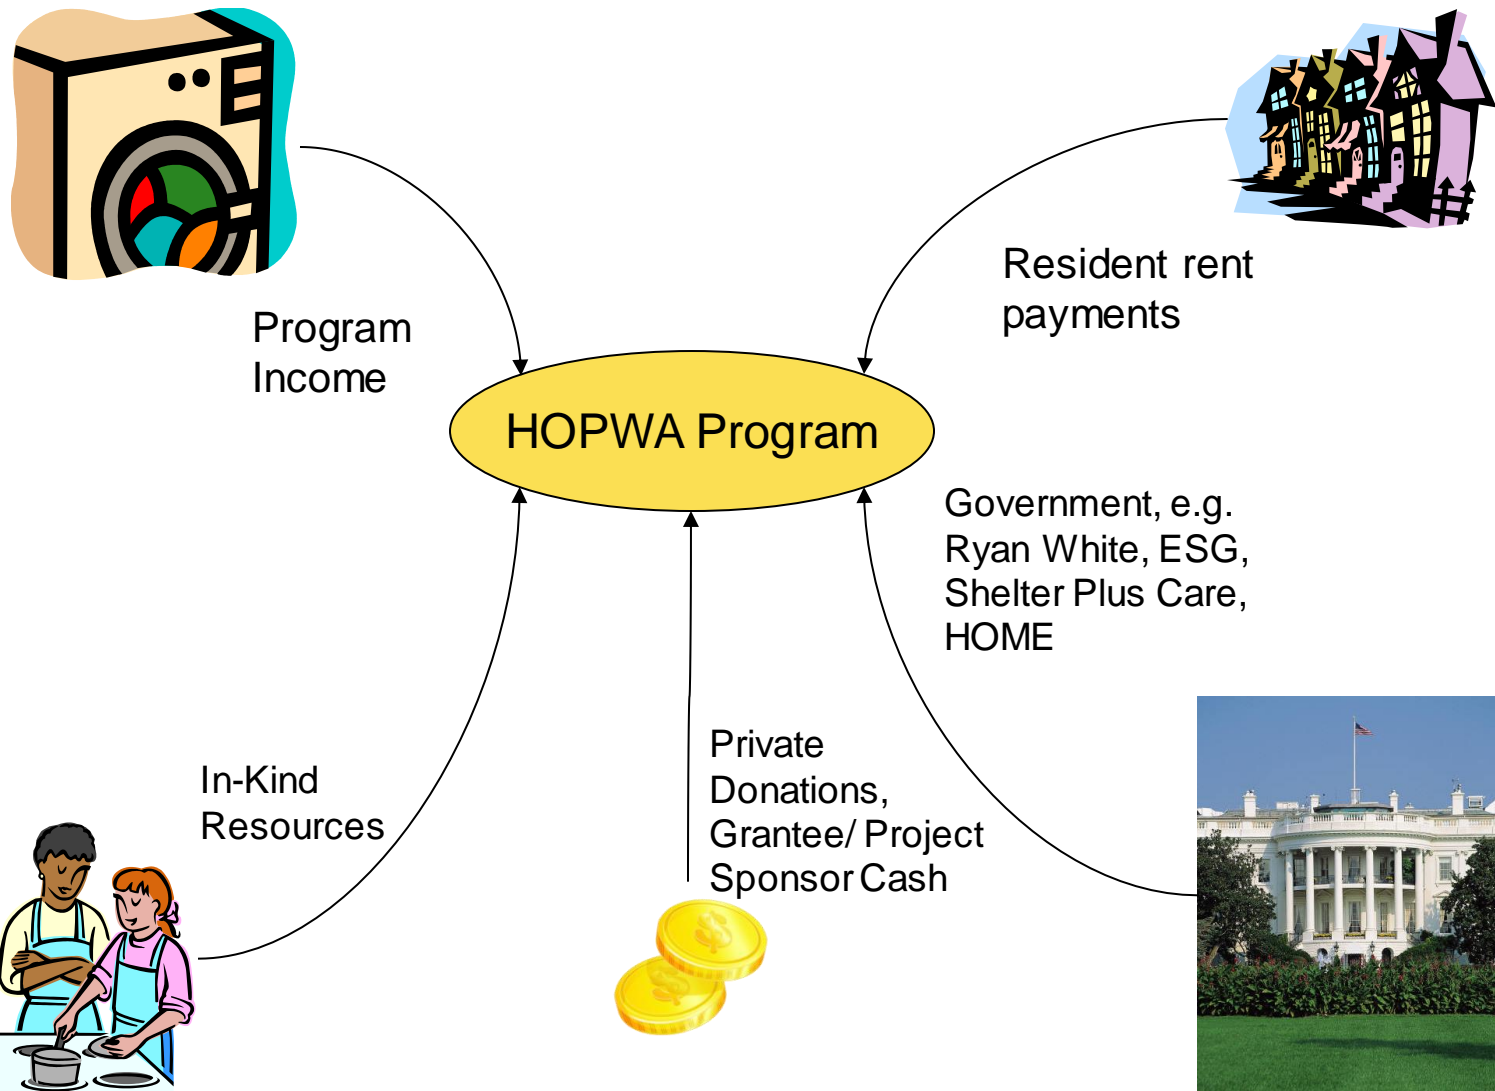 Resident rent
payments
Program
Income
HOPWA Program
Government, e.g.
Ryan White, ESG,
Shelter Plus Care,
HOME
Private
Donations,
Grantee/ Project
Sponsor Cash
In-Kind
Resources